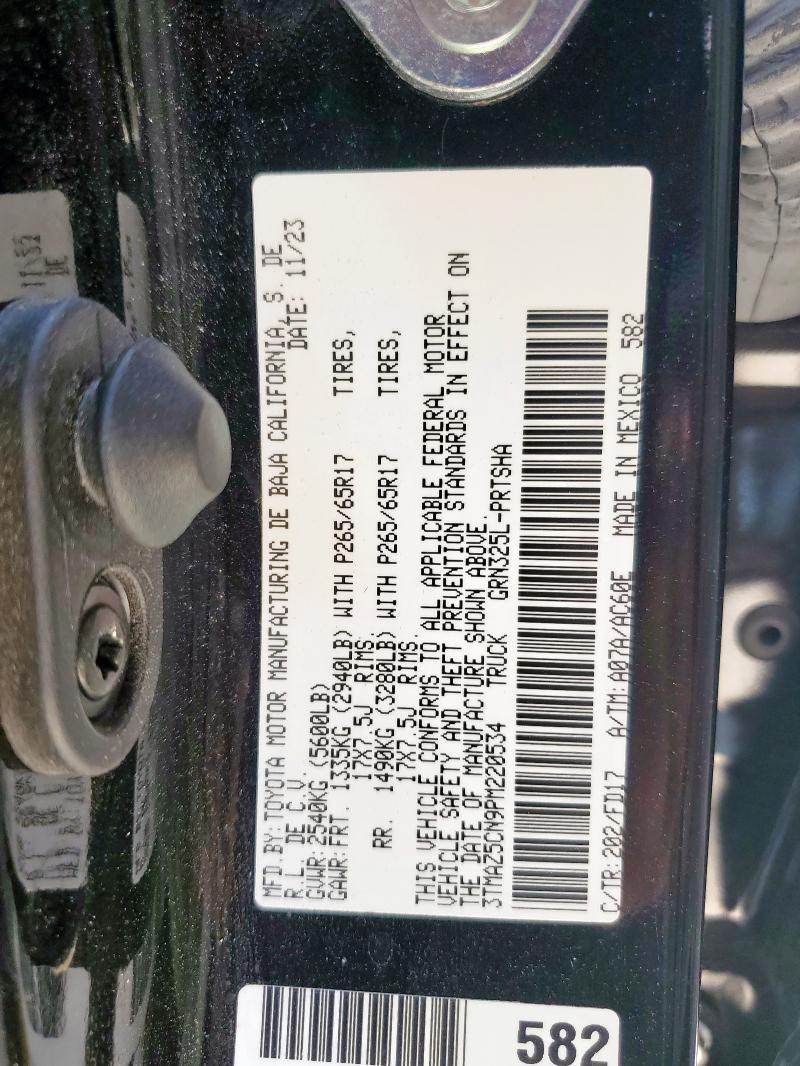 MFD.BY:TOYOTA MOTOR MANUFACTURING DE BAJA CALIFORNIA, S. DE
R.L. DE C.V. DATE: 11/23
GVWR:2540KG (5600LB)
GAWR:FRT. 1335KG (2940LB) WITH P265/65R17 TIRES,
17X7.5J RIMS.
RR. 1490KG (3280LB) WITH P265/65R17 TIRES,
17X7.5J RIMS.
THIS VEHICLE CONFORMS TO ALL APPLICABLE FEDERAL MOTOR
VEHICLE SAFETY AND THEFT PREVENTION STANDARDS IN EFFECT ON
THE DATE OF MANUFACTURE SHOWN ABOVE.
3TMAZ5CN9PM220534 TRUCK GRN325L-PRTSHA
C/TR:202/FD17 A/TM:A07A/AC60E MADE IN MEXICO 582
582